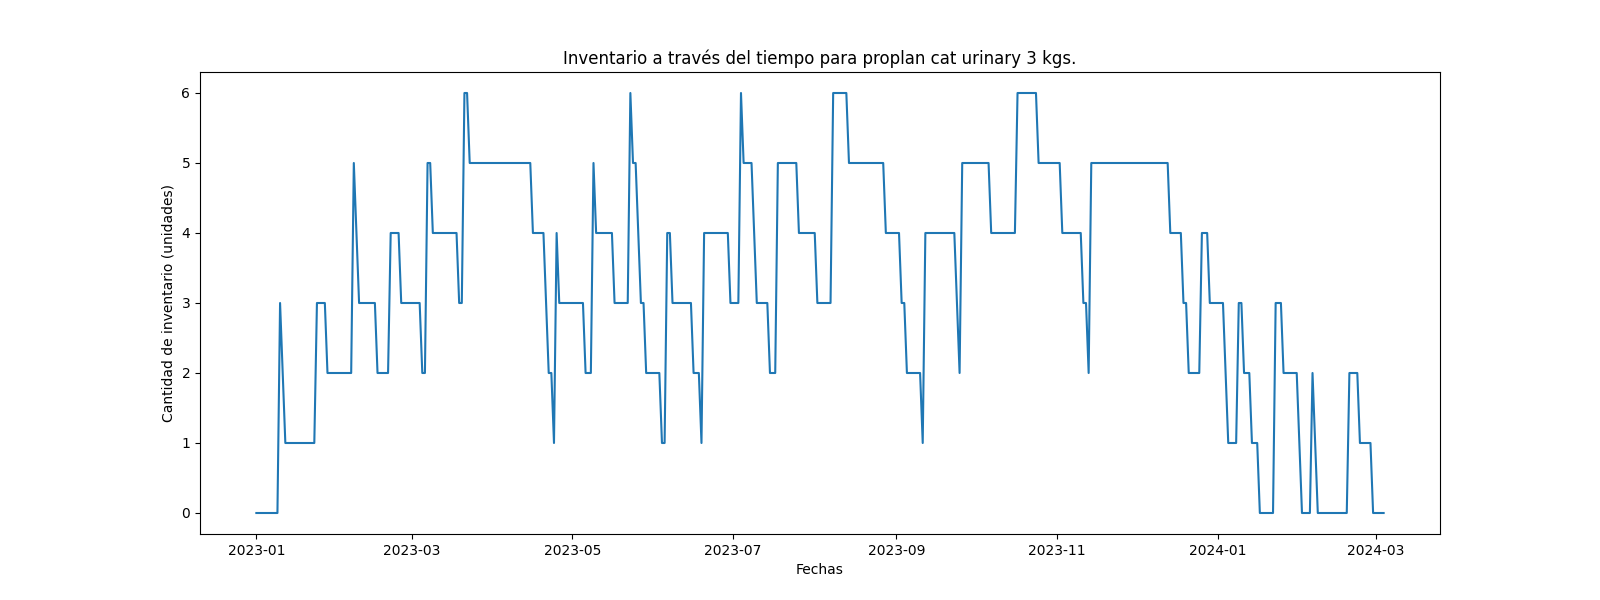 Inventario a través del tiempo para proplan cat urinary 3 kgs.
Cantidad de inventario (unidades)
6
5
4
3
2
1
0
2023-01 2023-03 2023-05 2023-07 2023-09 2023-11 2024-01 2024-03
Fechas